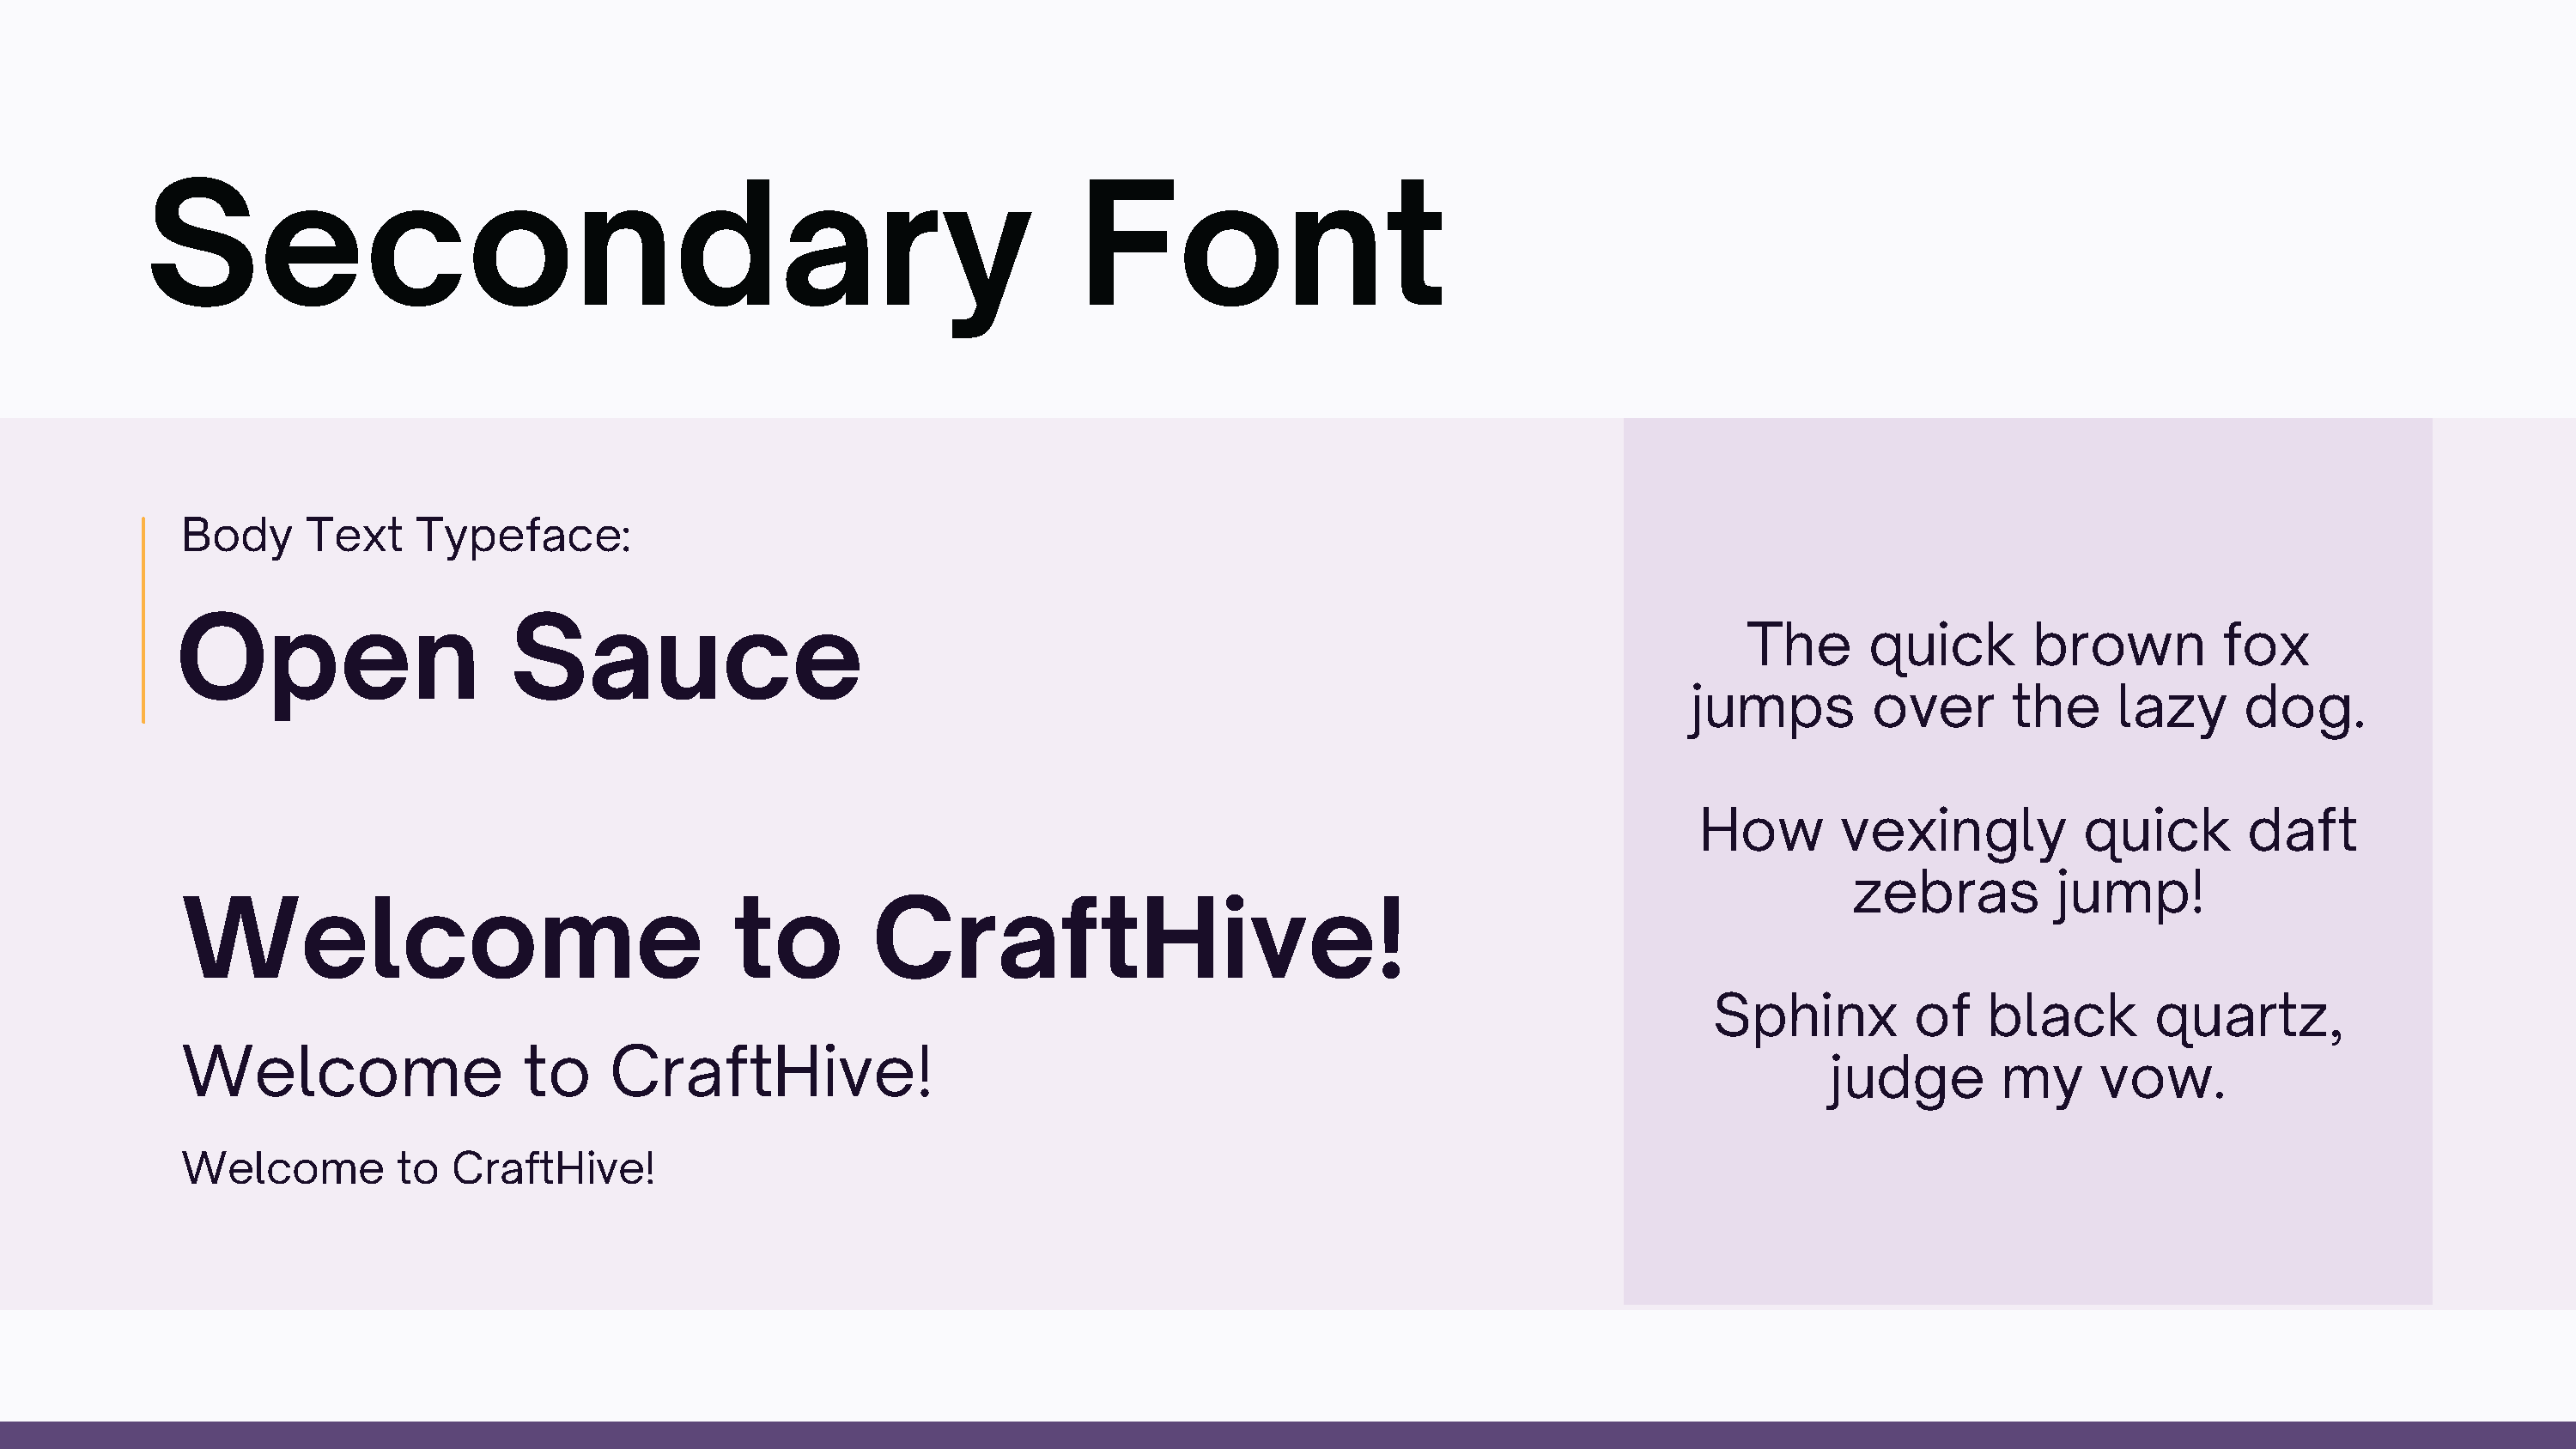 Secondary Font
Body Text Typeface:
Open Sauce
Welcome to CraftHive!
Welcome to CraftHive!
Welcome to CraftHive!
The quick brown fox
jumps over the lazy dog.
How vexingly quick daft
zebras jump!
Sphinx of black quartz,
judge my vow.